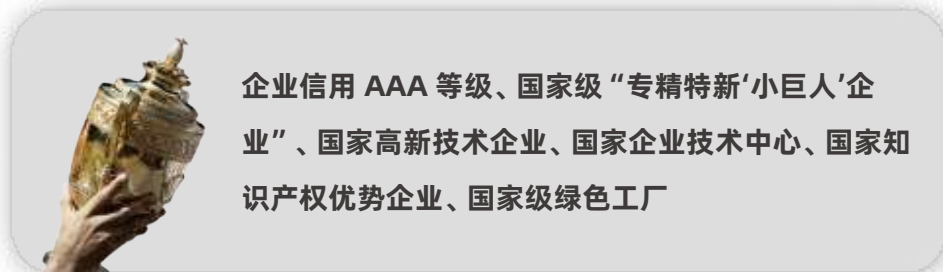 企业信用 AAA 等级、国家级“专精特新‘小巨人’企
业”、国家高新技术企业、国家企业技术中心、国家知
识产权优势企业、国家级绿色工厂